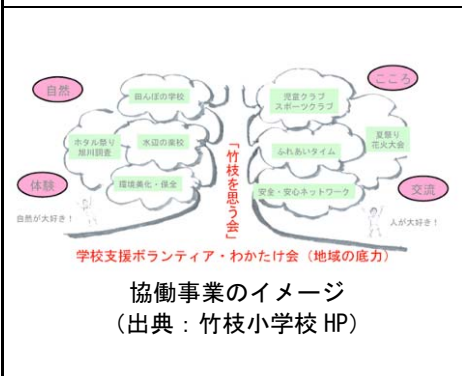 自然
田んぼの学校
ホタル祭り
旭川調査
水辺の楽校
環境美化・保全
体験
自然が大好き!
「竹枝を思う会」
こころ
児童クラブ
スポーツクラブ
夏祭り
花火大会
ふれあいタイム
安全・安心ネットワーク
交流
人が大好き!
学校支援ボランティア・わかたけ会（地域の底力）
協働事業のイメージ
（出典：竹枝小学校 HP）